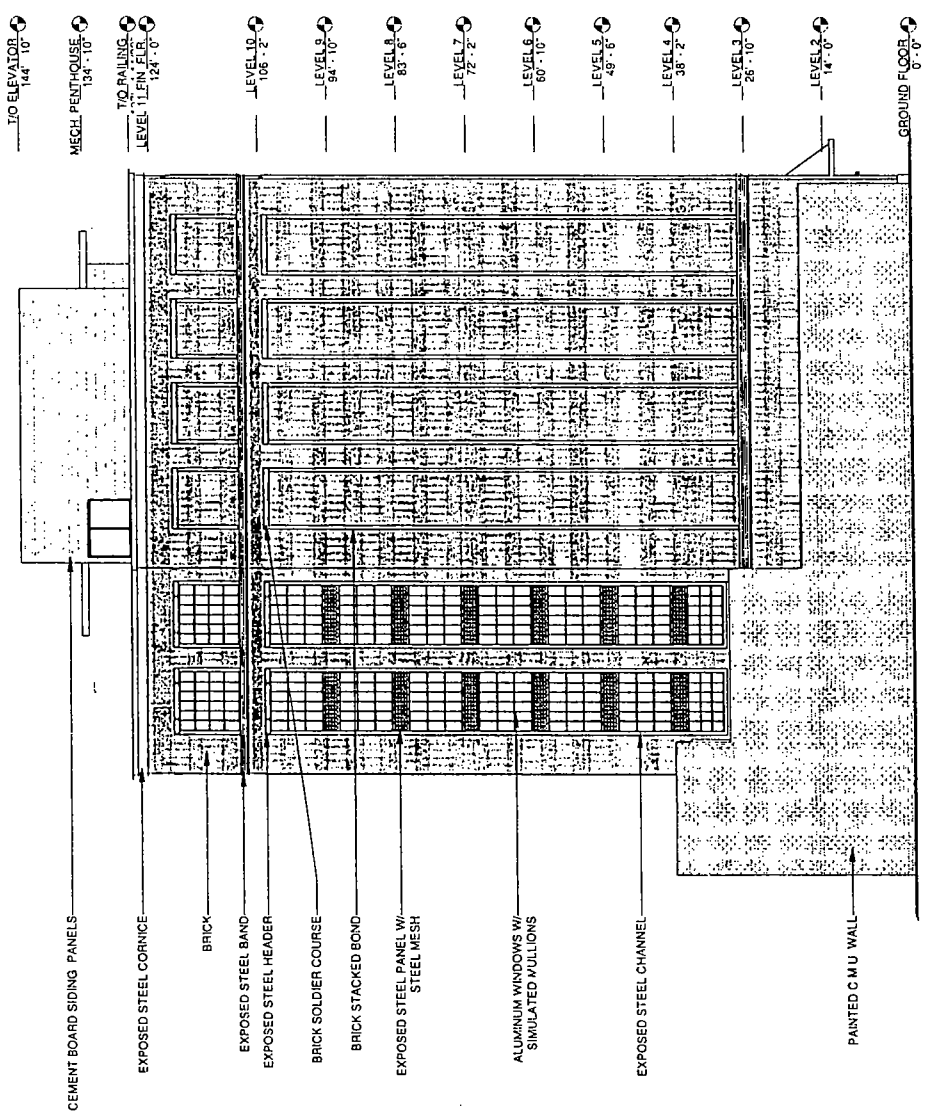 T/O ELEVATOR
144' - 10"
MECH PENTHOUSE
134' - 10"
T/O RAILING
LEVEL 11 FIN FLR.
124' - 0"
LEVEL 10
106' - 2"
LEVEL 9
94' - 10"
LEVEL 8
83' - 6"
LEVEL 7
72' - 2"
LEVEL 6
60' - 10"
LEVEL 5
49' - 6"
LEVEL 4
38' - 2"
LEVEL 3
26' - 10"
LEVEL 2
14' - 0"
GROUND FLOOR
0' - 0"
CEMENT BOARD SIDING PANELS
EXPOSED STEEL CORNICE
BRICK
EXPOSED STEEL BAND
EXPOSED STEEL HEADER
BRICK SOLDIER COURSE
BRICK STACKED BOND
EXPOSED STEEL PANEL W/
STEEL MESH
ALUMINUM WINDOWS W/
SIMULATED MULLIONS
EXPOSED STEEL CHANNEL
PAINTED C M U WALL